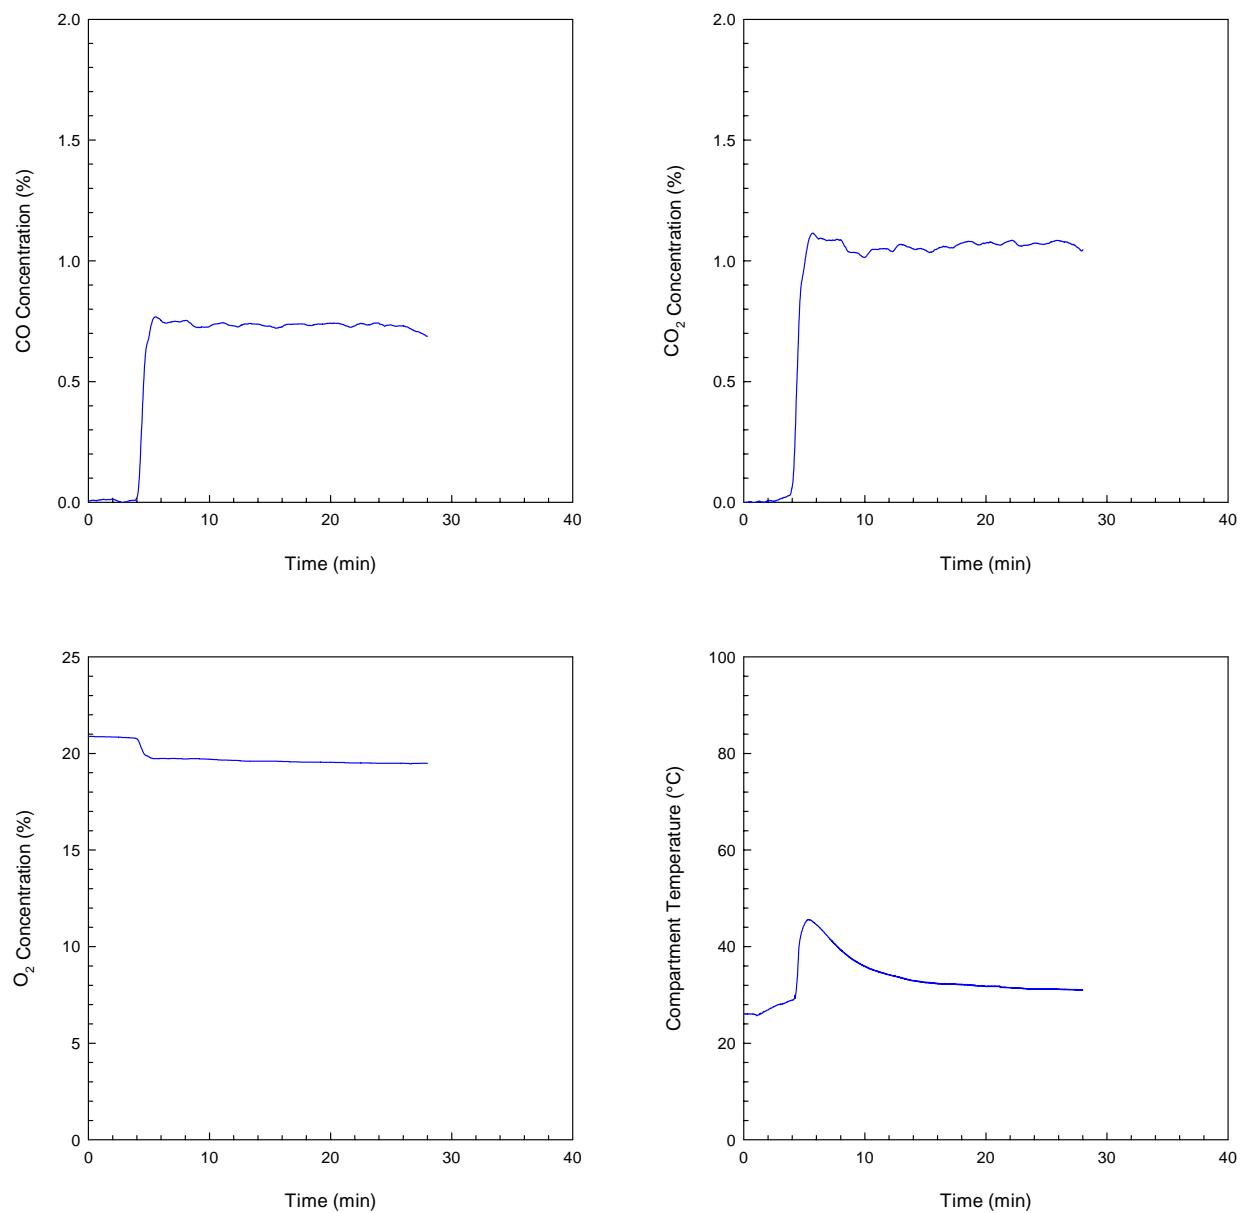 CO Concentration (%)
2.0
1.5
1.0
0.5
0.0
0 10 20 30 40
Time (min)
CO₂ Concentration (%)
2.0
1.5
1.0
0.5
0.0
0 10 20 30 40
Time (min)
O₂ Concentration (%)
25
20
15
10
5
0
0 10 20 30 40
Time (min)
Compartment Temperature (°C)
100
80
60
40
20
0
0 10 20 30 40
Time (min)